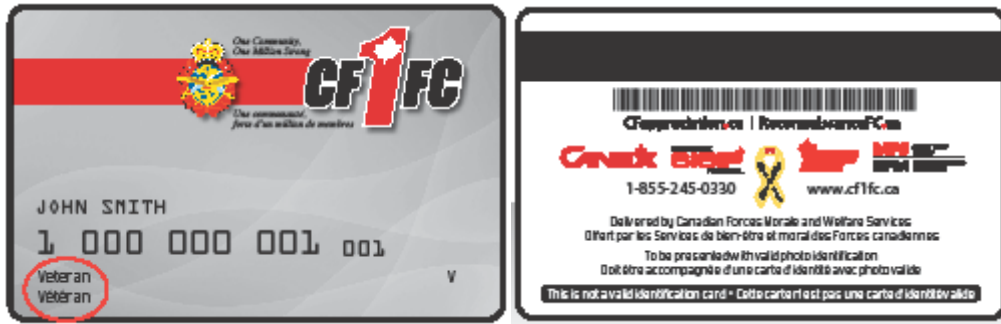 One Community,
One Million Strong
CF1FC
Une communauté,
force d'un million de membres
JOHN SMITH
1 000 000 001 001
Veteran
Vétéran
V
CFappreciation.ca | ReconnaissanceFC.ca
CANEX
1-855-245-0330 www.cf1fc.ca
Delivered by Canadian Forces Morale and Welfare Services
Offert par les Services de bien-être et moral des Forces canadiennes
To be presented with valid photo identification
Doit être accompagnée d'une carte d'identité avec photo valide
This is not a valid identification card • Cette carte n'est pas une carte d'identité valide